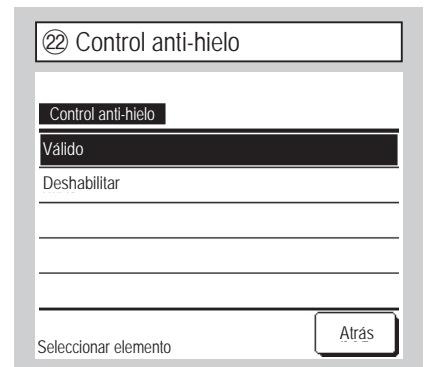 ㉒ Control anti-hielo
Control anti-hielo
Válido
Deshabilitar
Seleccionar elemento
Atrás